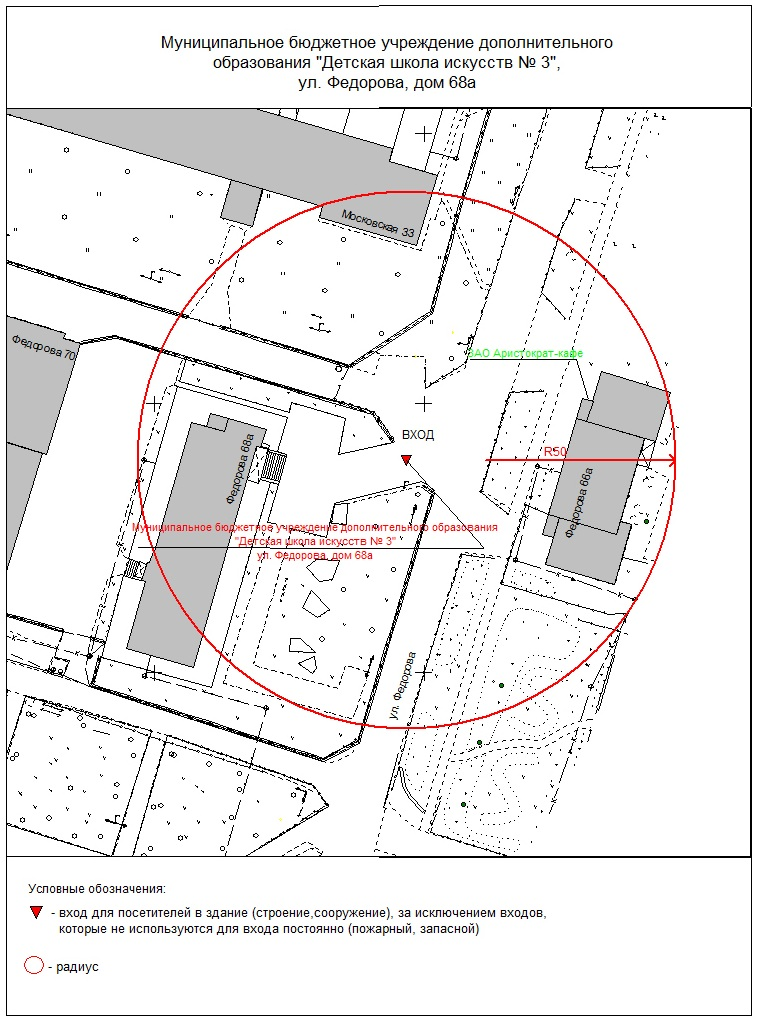 Муниципальное бюджетное учреждение дополнительного
образования "Детская школа искусств № 3",
ул. Федорова, дом 68а
Московская 33
Федорова 70
ЗАО Аристократ-кафе
ВХОД
Федорова 68а
R50
Федорова 66а
Муниципальное бюджетное учреждение дополнительного образования
"Детская школа искусств № 3"
ул. Федорова, дом 68а
ул. Федорова
Условные обозначения:
- вход для посетителей в здание (строение,сооружение), за исключением входов,
которые не используются для входа постоянно (пожарный, запасной)
- радиус